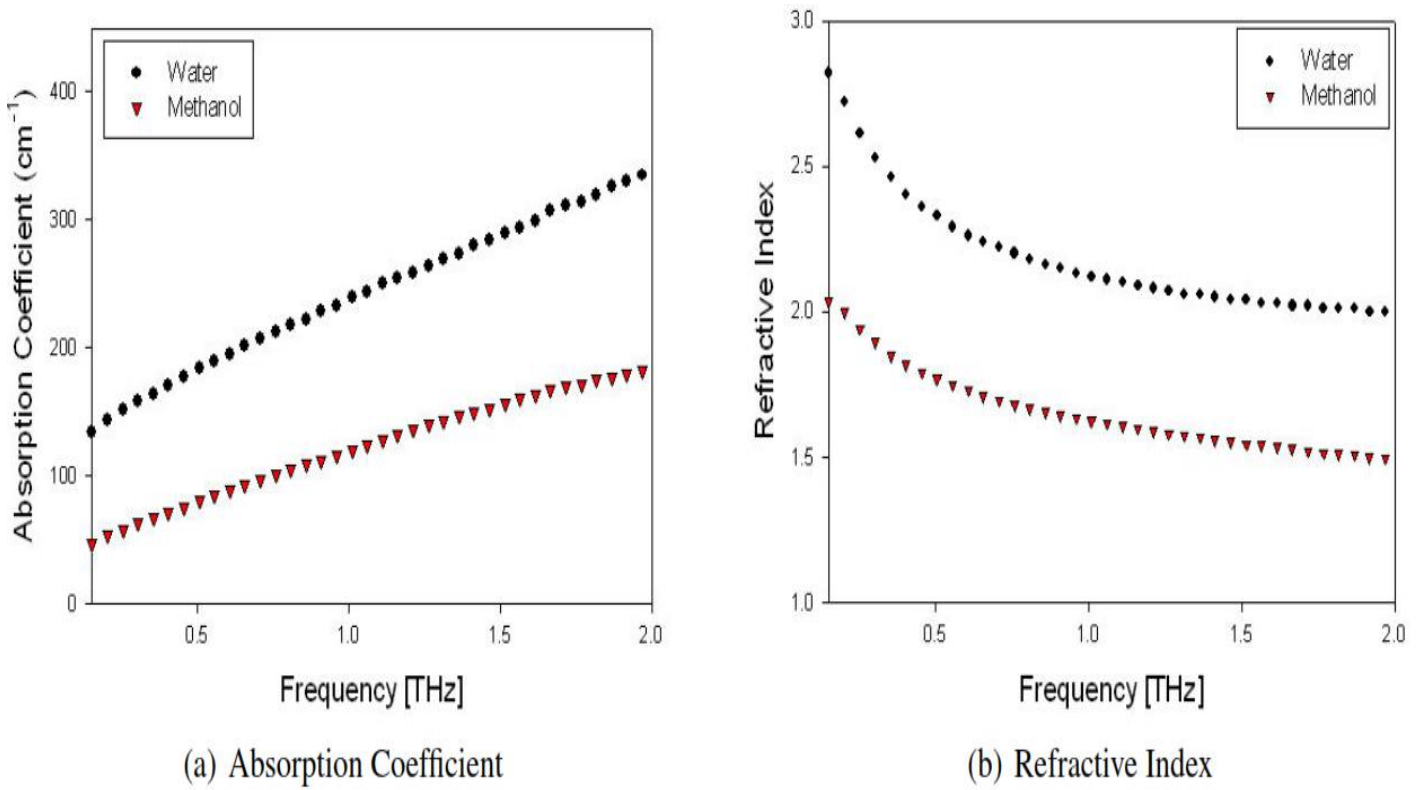 Water
Methanol
Absorption Coefficient (cm⁻¹)
400
300
200
100
0
0.5
1.0
1.5
2.0
Frequency [THz]
(a) Absorption Coefficient
Water
Methanol
Refractive Index
3.0
2.5
2.0
1.5
1.0
0.5
1.0
1.5
2.0
Frequency [THz]
(b) Refractive Index